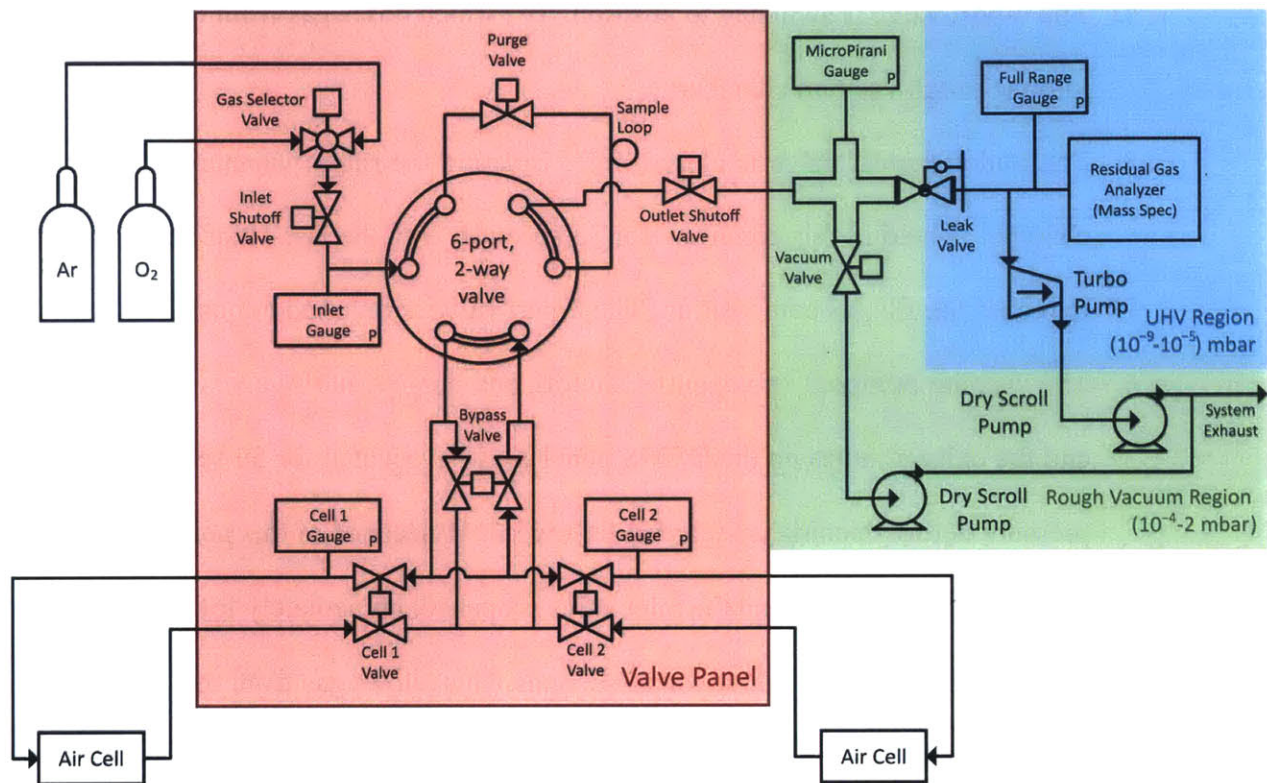 Purge
Valve
Gas Selector
Valve
Sample
Loop
Inlet
Shutoff
Valve
Outlet Shutoff
Valve
6-port,
2-way
valve
Ar
O₂
Inlet
Gauge
P
Bypass
Valve
Cell 1
Gauge
P
Cell 2
Gauge
P
Cell 1
Valve
Cell 2
Valve
Valve Panel
Air Cell
Air Cell
MicroPirani
Gauge
P
Full Range
Gauge
P
Residual Gas
Analyzer
(Mass Spec)
Leak
Valve
Vacuum
Valve
Turbo
Pump
UHV Region
(10⁻⁹-10⁻⁵) mbar
Dry Scroll
Pump
System
Exhaust
Dry Scroll
Pump
Rough Vacuum Region
(10⁻⁴-2 mbar)